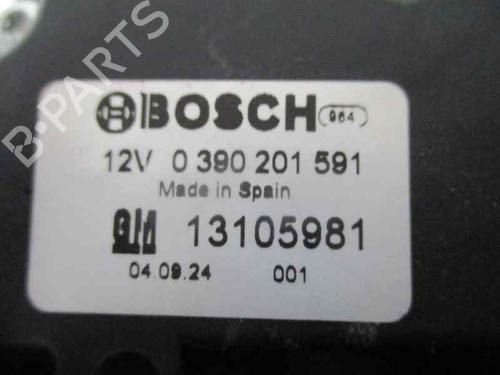 BOSCH 964
12V 0 390 201 591
Made in Spain
GM 13105981
04.09.24 001
B-PARTS